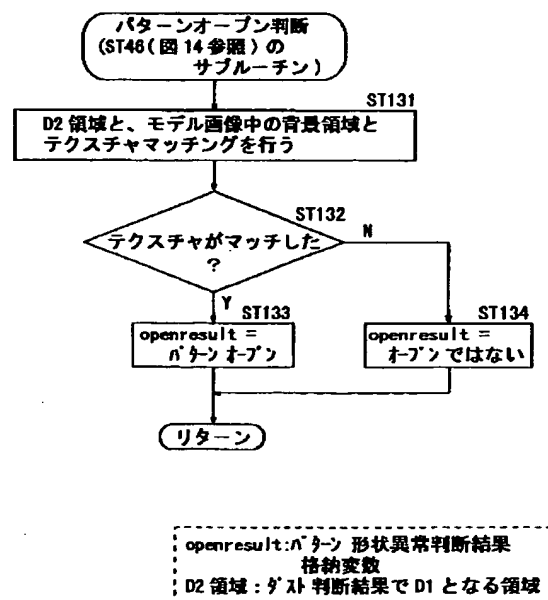 パターンオープン判断
(ST46(図14参照)の
サブルーチン)
ST131
D2領域と、モデル画像中の背景領域と
テクスチャマッチングを行う
ST132
テクスチャがマッチした
?
N
Y
ST133
openresult =
パターンオープン
ST134
openresult =
オープンではない
リターン
openresult:パターン形状異常判断結果
格納変数
D2領域:ダスト判断結果でD1となる領域